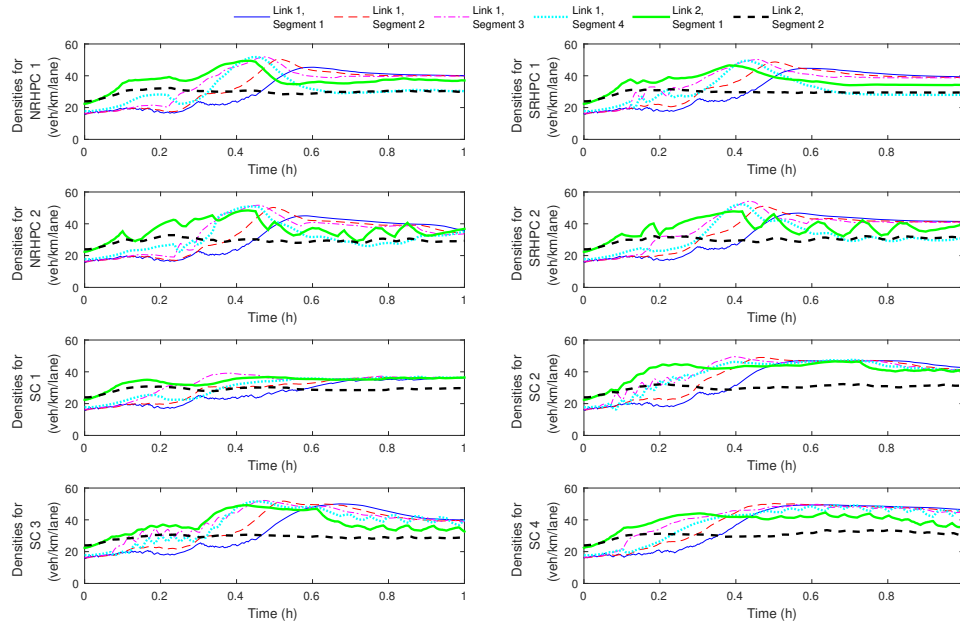 Link 1, Segment 1
Link 1, Segment 2
Link 1, Segment 3
Link 1, Segment 4
Link 2, Segment 1
Link 2, Segment 2
Densities for
NRHPC 1
(veh/km/lane)
60
40
20
0
0 0.2 0.4 0.6 0.8 1
Time (h)
Densities for
SRHPC 1
(veh/km/lane)
60
40
20
0
0 0.2 0.4 0.6 0.8
Time (h)
Densities for
NRHPC 2
(veh/km/lane)
60
40
20
0
0 0.2 0.4 0.6 0.8 1
Time (h)
Densities for
SRHPC 2
(veh/km/lane)
60
40
20
0
0 0.2 0.4 0.6 0.8
Time (h)
Densities for
SC 1
(veh/km/lane)
60
40
20
0
0 0.2 0.4 0.6 0.8 1
Time (h)
Densities for
SC 2
(veh/km/lane)
60
40
20
0
0 0.2 0.4 0.6 0.8
Time (h)
Densities for
SC 3
(veh/km/lane)
60
40
20
0
0 0.2 0.4 0.6 0.8 1
Time (h)
Densities for
SC 4
(veh/km/lane)
60
40
20
0
0 0.2 0.4 0.6 0.8
Time (h)